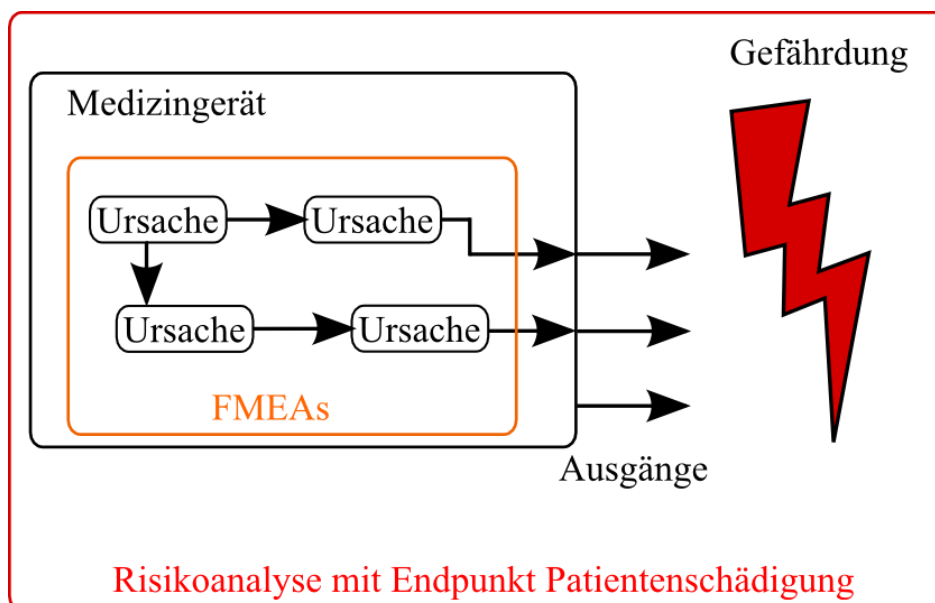 Gefährdung
Medizingerät
Ursache
Ursache
Ursache
Ursache
FMEAs
Ausgänge
Risikoanalyse mit Endpunkt Patientenschädigung